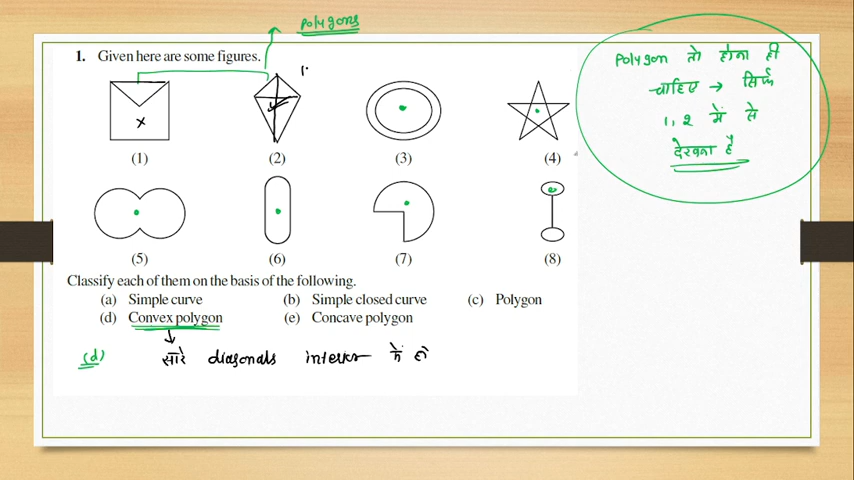 Polygons
1. Given here are some figures.
(1) (2) (3) (4)
(5) (6) (7) (8)
Classify each of them on the basis of the following.
(a) Simple curve (b) Simple closed curve (c) Polygon
(d) Convex polygon (e) Concave polygon
(d) सारे diagonals में हो
Polygon तो होना ही
चाहिए → सिर्फ
1, 2 में से
देखना है